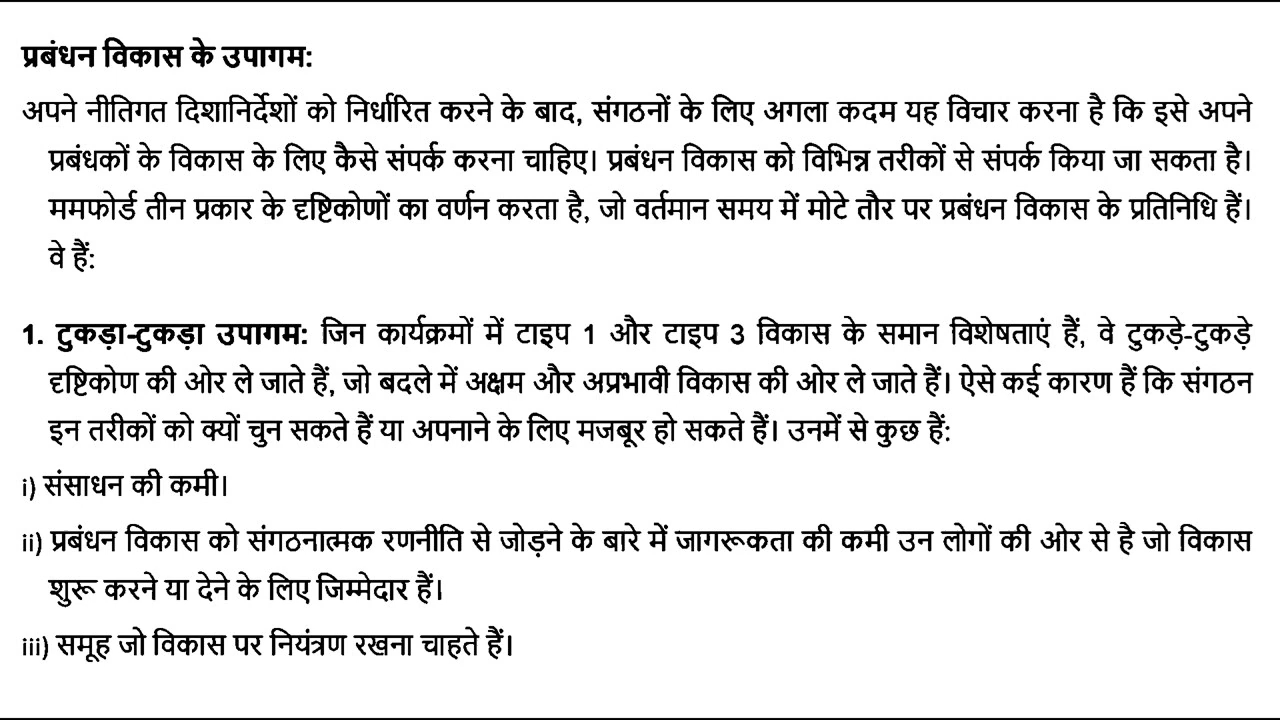 प्रबंधन विकास के उपागम:
अपने नीतिगत दिशानिर्देशों को निर्धारित करने के बाद, संगठनों के लिए अगला कदम यह विचार करना है कि इसे अपने
प्रबंधकों के विकास के लिए कैसे संपर्क करना चाहिए। प्रबंधन विकास को विभिन्न तरीकों से संपर्क किया जा सकता है।
ममफोर्ड तीन प्रकार के दृष्टिकोणों का वर्णन करता है, जो वर्तमान समय में मोटे तौर पर प्रबंधन विकास के प्रतिनिधि हैं।
वे हैं:
1. टुकड़ा-टुकड़ा उपागम: जिन कार्यक्रमों में टाइप 1 और टाइप 3 विकास के समान विशेषताएं हैं, वे टुकड़े-टुकड़े
दृष्टिकोण की ओर ले जाते हैं, जो बदले में अक्षम और अप्रभावी विकास की ओर ले जाते हैं। ऐसे कई कारण हैं कि संगठन
इन तरीकों को क्यों चुन सकते हैं या अपनाने के लिए मजबूर हो सकते हैं। उनमें से कुछ हैं:
i) संसाधन की कमी।
ii) प्रबंधन विकास को संगठनात्मक रणनीति से जोड़ने के बारे में जागरूकता की कमी उन लोगों की ओर से है जो विकास
शुरू करने या देने के लिए जिम्मेदार हैं।
iii) समूह जो विकास पर नियंत्रण रखना चाहते हैं।